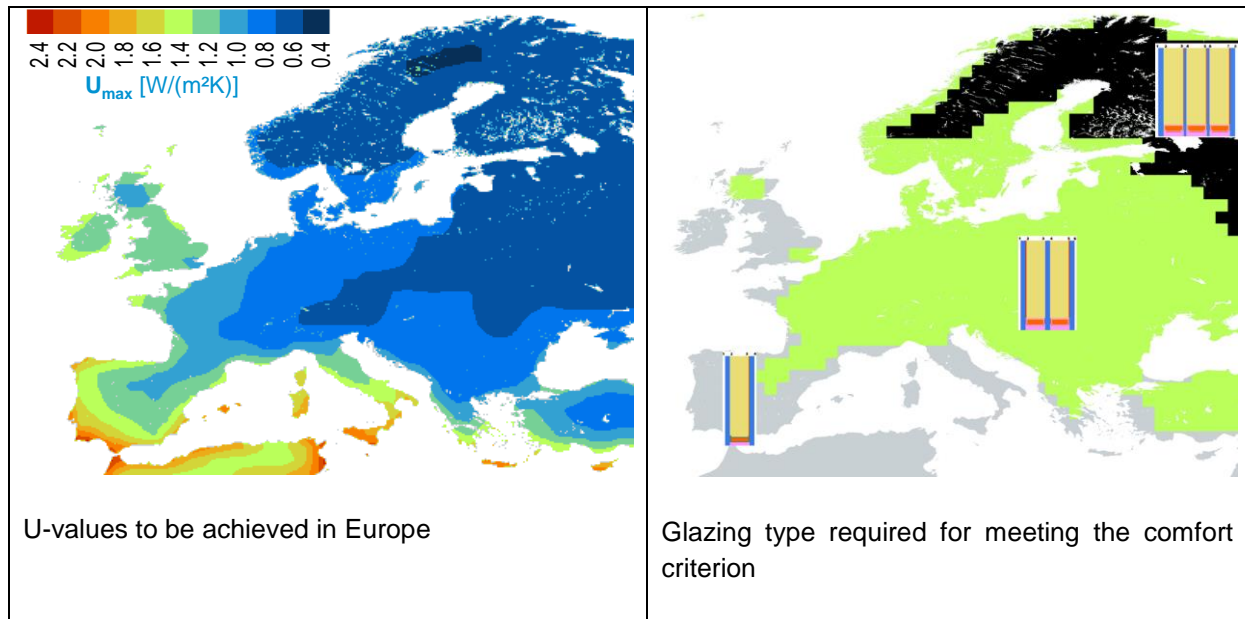 2.4
2.2
2.0
1.8
1.6
1.4
1.2
1.0
0.8
0.6
0.4
Umax [W/(m²K)]
U-values to be achieved in Europe
Glazing type required for meeting the comfort
criterion